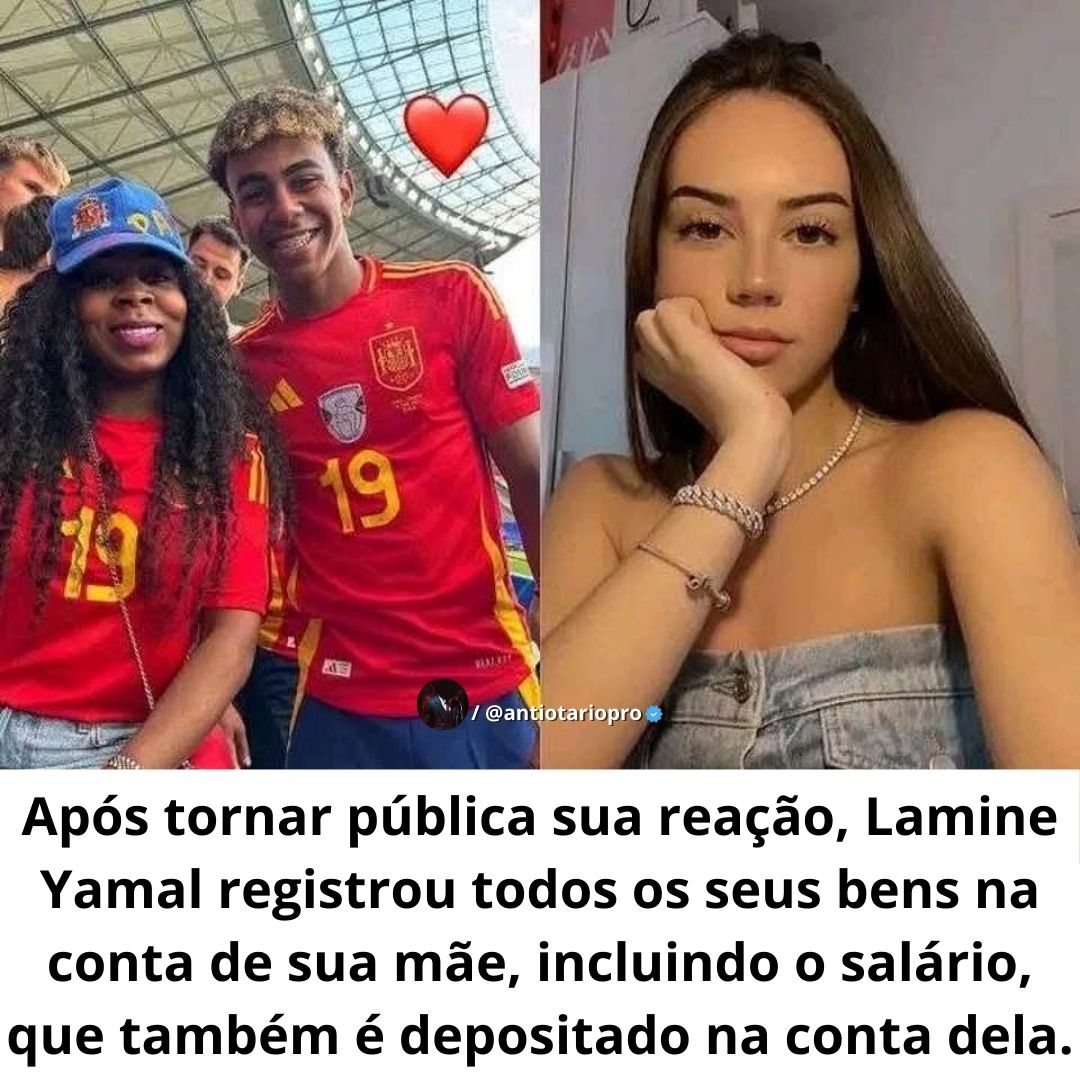 19
19
/ @antiotariopro
Após tornar pública sua reação, Lamine
Yamal registrou todos os seus bens na
conta de sua mãe, incluindo o salário,
que também é depositado na conta dela.